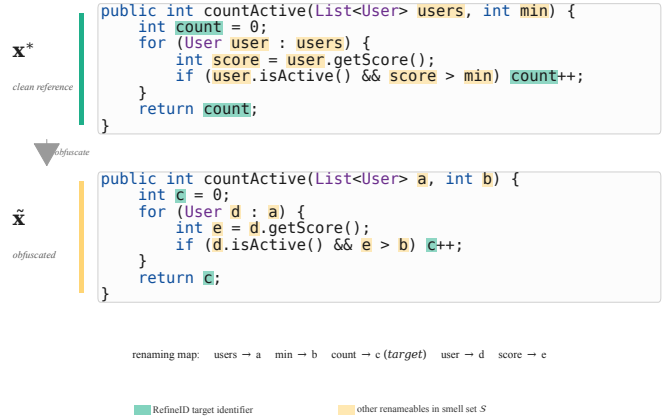 public int countActive(List<User> users, int min) {
int count = 0;
for (User user : users) {
int score = user.getScore();
if (user.isActive() && score > min) count++;
}
return count;
}
x*
clean reference
obfuscate
public int countActive(List<User> a, int b) {
int c = 0;
for (User d : a) {
int e = d.getScore();
if (d.isActive() && e > b) c++;
}
return c;
}
x̃
obfuscated
renaming map: users → a min → b count → c (target) user → d score → e
RefineID target identifier other renameables in smell set S